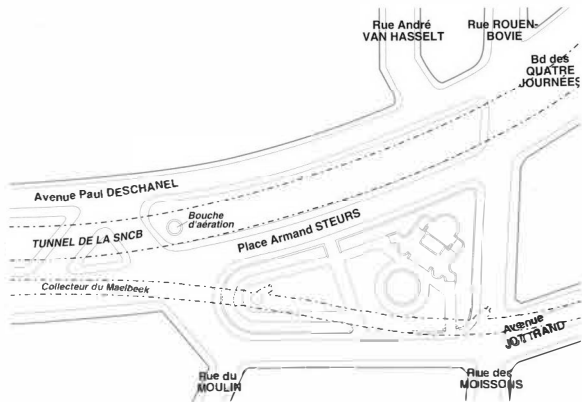 Rue André
VAN HASSELT
Rue ROUEN-
BOVIE
Bd des
QUATRE
JOURNÉES
Avenue Paul DESCHANEL
Bouche
d'aération
TUNNEL DE LA SNCB
Place Armand STEURS
Collecteur du Maelbeek
Avenue
JOTTRAND
Rue du
MOULIN
Rue des
MOISSONS